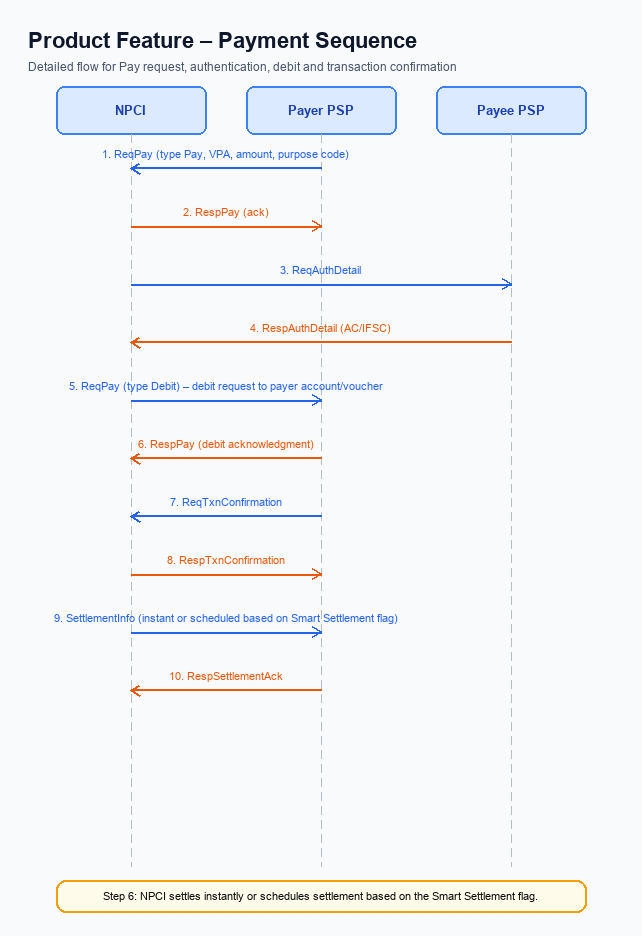 Product Feature – Payment Sequence
Detailed flow for Pay request, authentication, debit and transaction confirmation
NPCI
Payer PSP
Payee PSP
1. ReqPay (type Pay, VPA, amount, purpose code)
2. RespPay (ack)
3. ReqAuthDetail
4. RespAuthDetail (AC/IFSC)
5. ReqPay (type Debit) – debit request to payer account/voucher
6. RespPay (debit acknowledgment)
7. ReqTxnConfirmation
8. RespTxnConfirmation
9. SettlementInfo (instant or scheduled based on Smart Settlement flag)
10. RespSettlementAck
Step 6: NPCI settles instantly or schedules settlement based on the Smart Settlement flag.